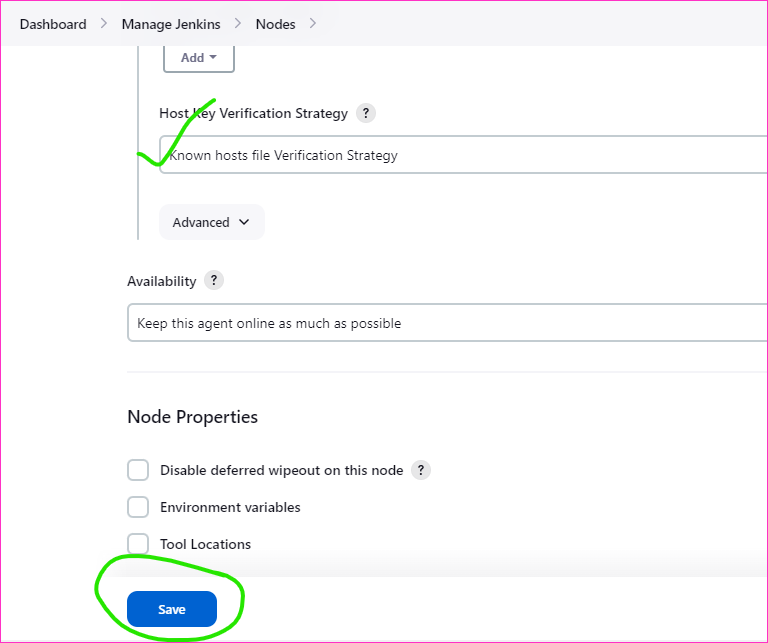 Dashboard > Manage Jenkins > Nodes >
Add
Host Key Verification Strategy ?
Known hosts file Verification Strategy
Advanced
Availability ?
Keep this agent online as much as possible
Node Properties
Disable deferred wipeout on this node ?
Environment variables
Tool Locations
Save